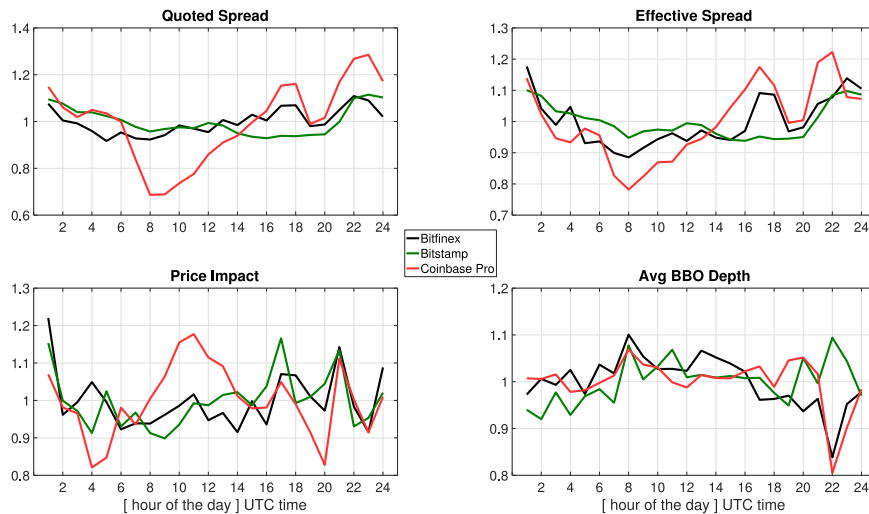 Quoted Spread
1.4
1.2
1
0.8
0.6
2 4 6 8 10 12 14 16 18 20 22 24
Effective Spread
1.3
1.2
1.1
1
0.9
0.8
0.7
2 4 6 8 10 12 14 16 18 20 22 24
Bitfinex
Bitstamp
Coinbase Pro
Price Impact
1.3
1.2
1.1
1
0.9
0.8
2 4 6 8 10 12 14 16 18 20 22 24
[ hour of the day ] UTC time
Avg BBO Depth
1.2
1.1
1
0.9
0.8
2 4 6 8 10 12 14 16 18 20 22 24
[ hour of the day ] UTC time